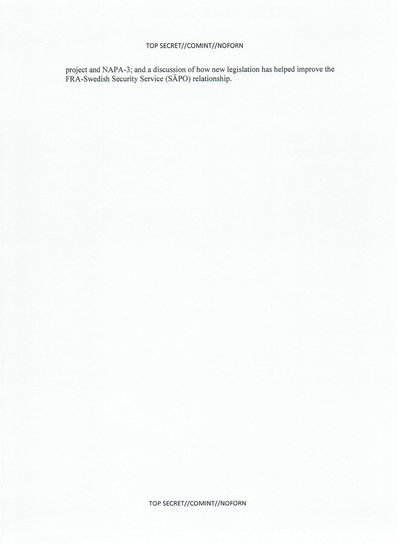 TOP SECRET//COMINT//NOFORN
project and NAPA-3; and a discussion of how new legislation has helped improve the
FRA-Swedish Security Service (SÄPO) relationship.
TOP SECRET//COMINT//NOFORN